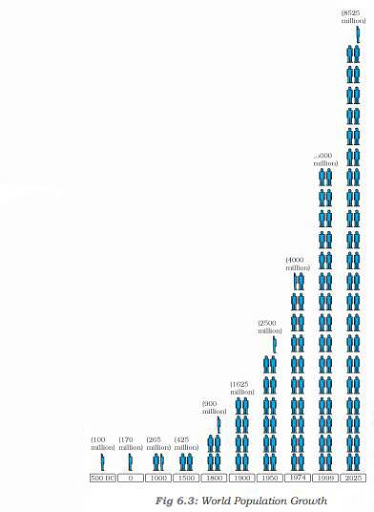 (8525
million)
million)
(4000
million)
(2500
million)
(1625
million)
(900
million)
(100
million)
(170
million)
(265
million)
(425
million)
500 BC
0
1000
1500
1800
1900
1950
1974
1999
2025
Fig 6.3: World Population Growth